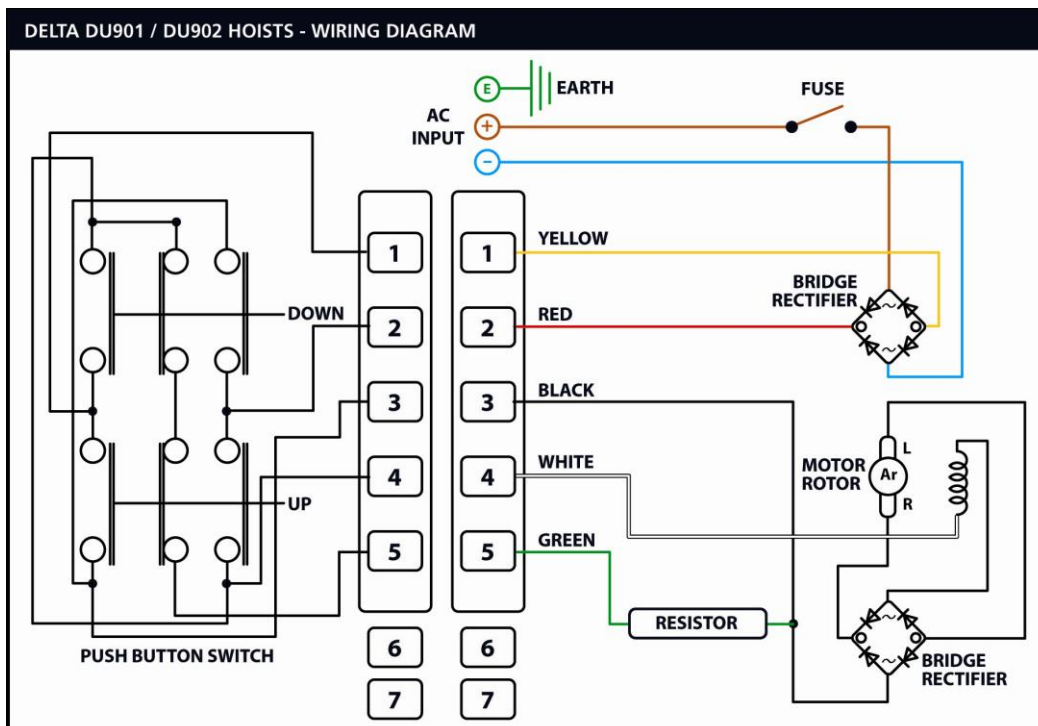 DELTA DU901 / DU902 HOISTS - WIRING DIAGRAM
E
EARTH
FUSE
AC
INPUT
+
−
1
1
YELLOW
BRIDGE
RECTIFIER
~
~
DOWN
2
2
RED
3
3
BLACK
4
4
WHITE
MOTOR
ROTOR
L
Ar
R
UP
5
5
GREEN
RESISTOR
~
~
BRIDGE
RECTIFIER
PUSH BUTTON SWITCH
6
6
7
7